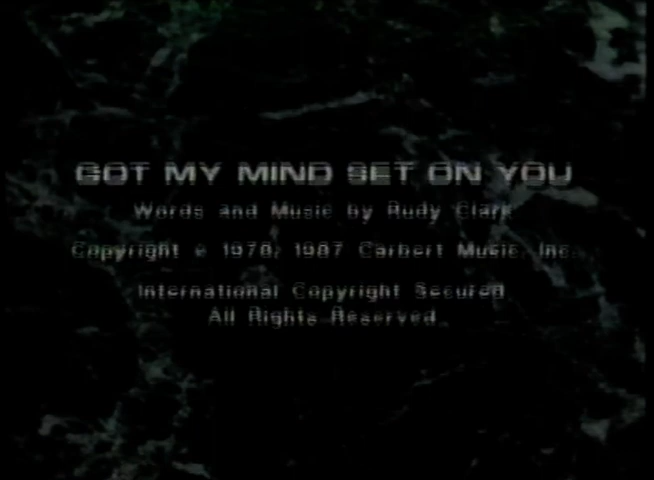 GOT MY MIND SET ON YOU
Words and Music by Rudy Clark
Copyright © 1978, 1987 Carbert Music, Inc.
International Copyright Secured
All Rights Reserved